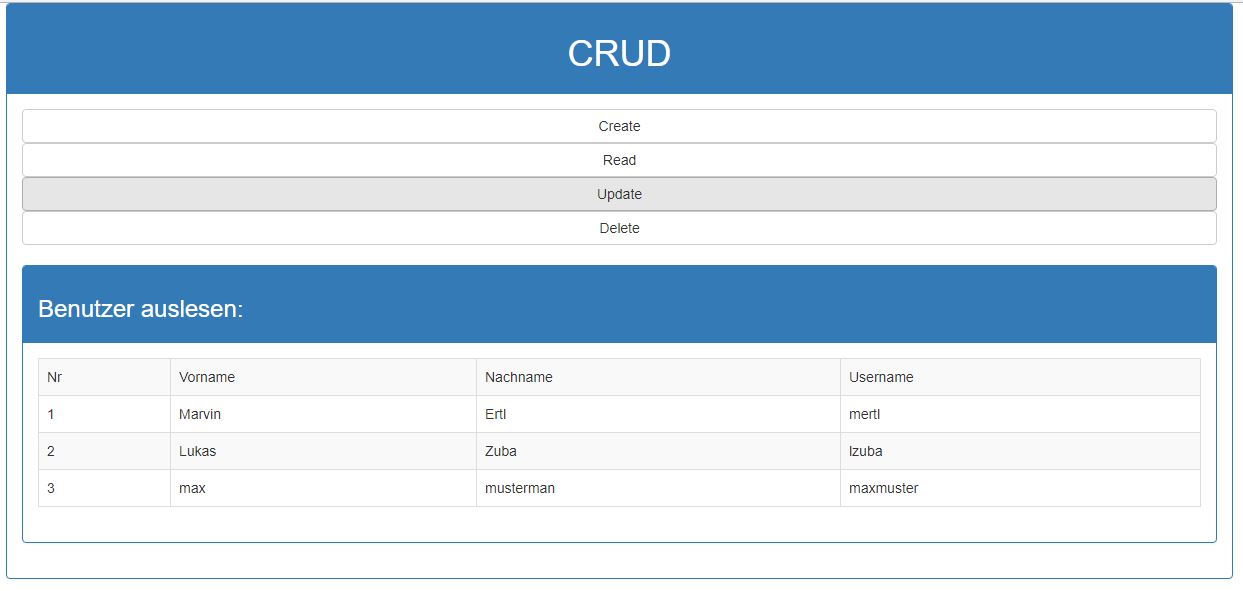 CRUD
Create
Read
Update
Delete
Benutzer auslesen:
Nr Vorname Nachname Username
1 Marvin Ertl mertl
2 Lukas Zuba lzuba
3 max musterman maxmuster